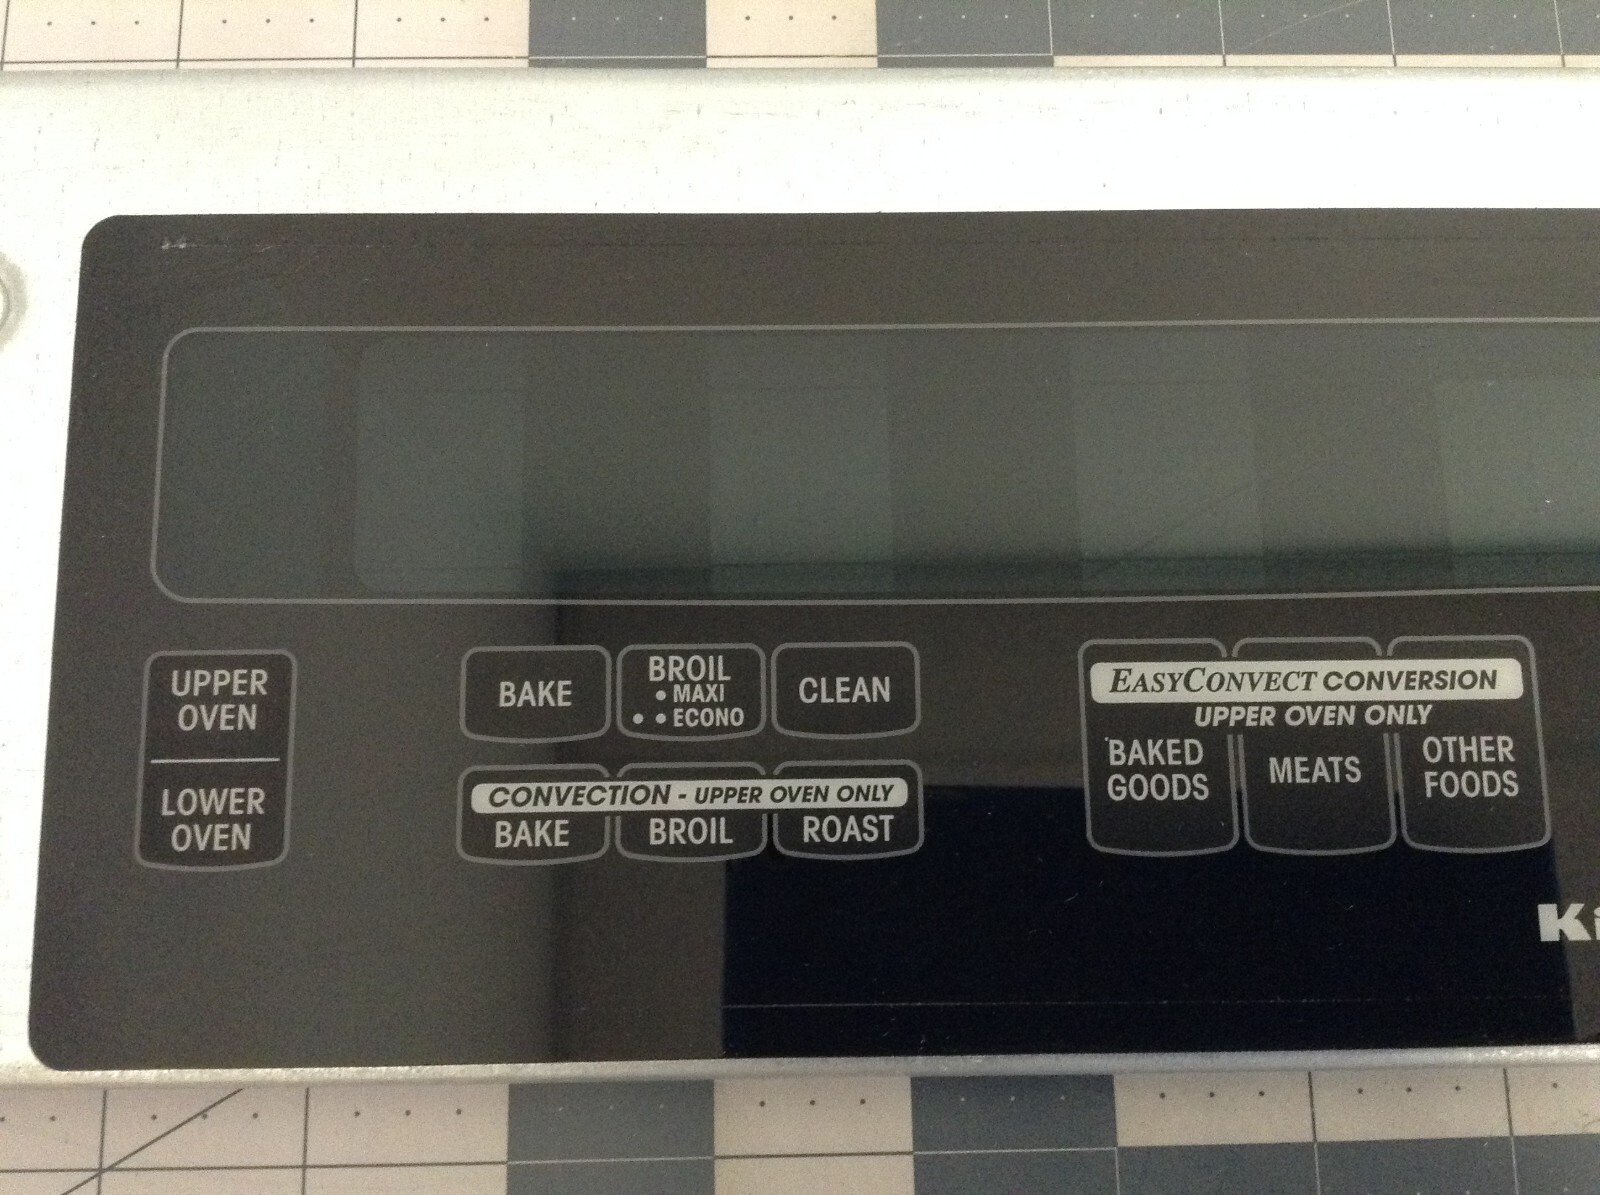 UPPER
OVEN
LOWER
OVEN
BAKE
BROIL
• MAXI
• • ECONO
CLEAN
CONVECTION - UPPER OVEN ONLY
BAKE
BROIL
ROAST
EASYCONVECT CONVERSION
UPPER OVEN ONLY
BAKED
GOODS
MEATS
OTHER
FOODS
Ki